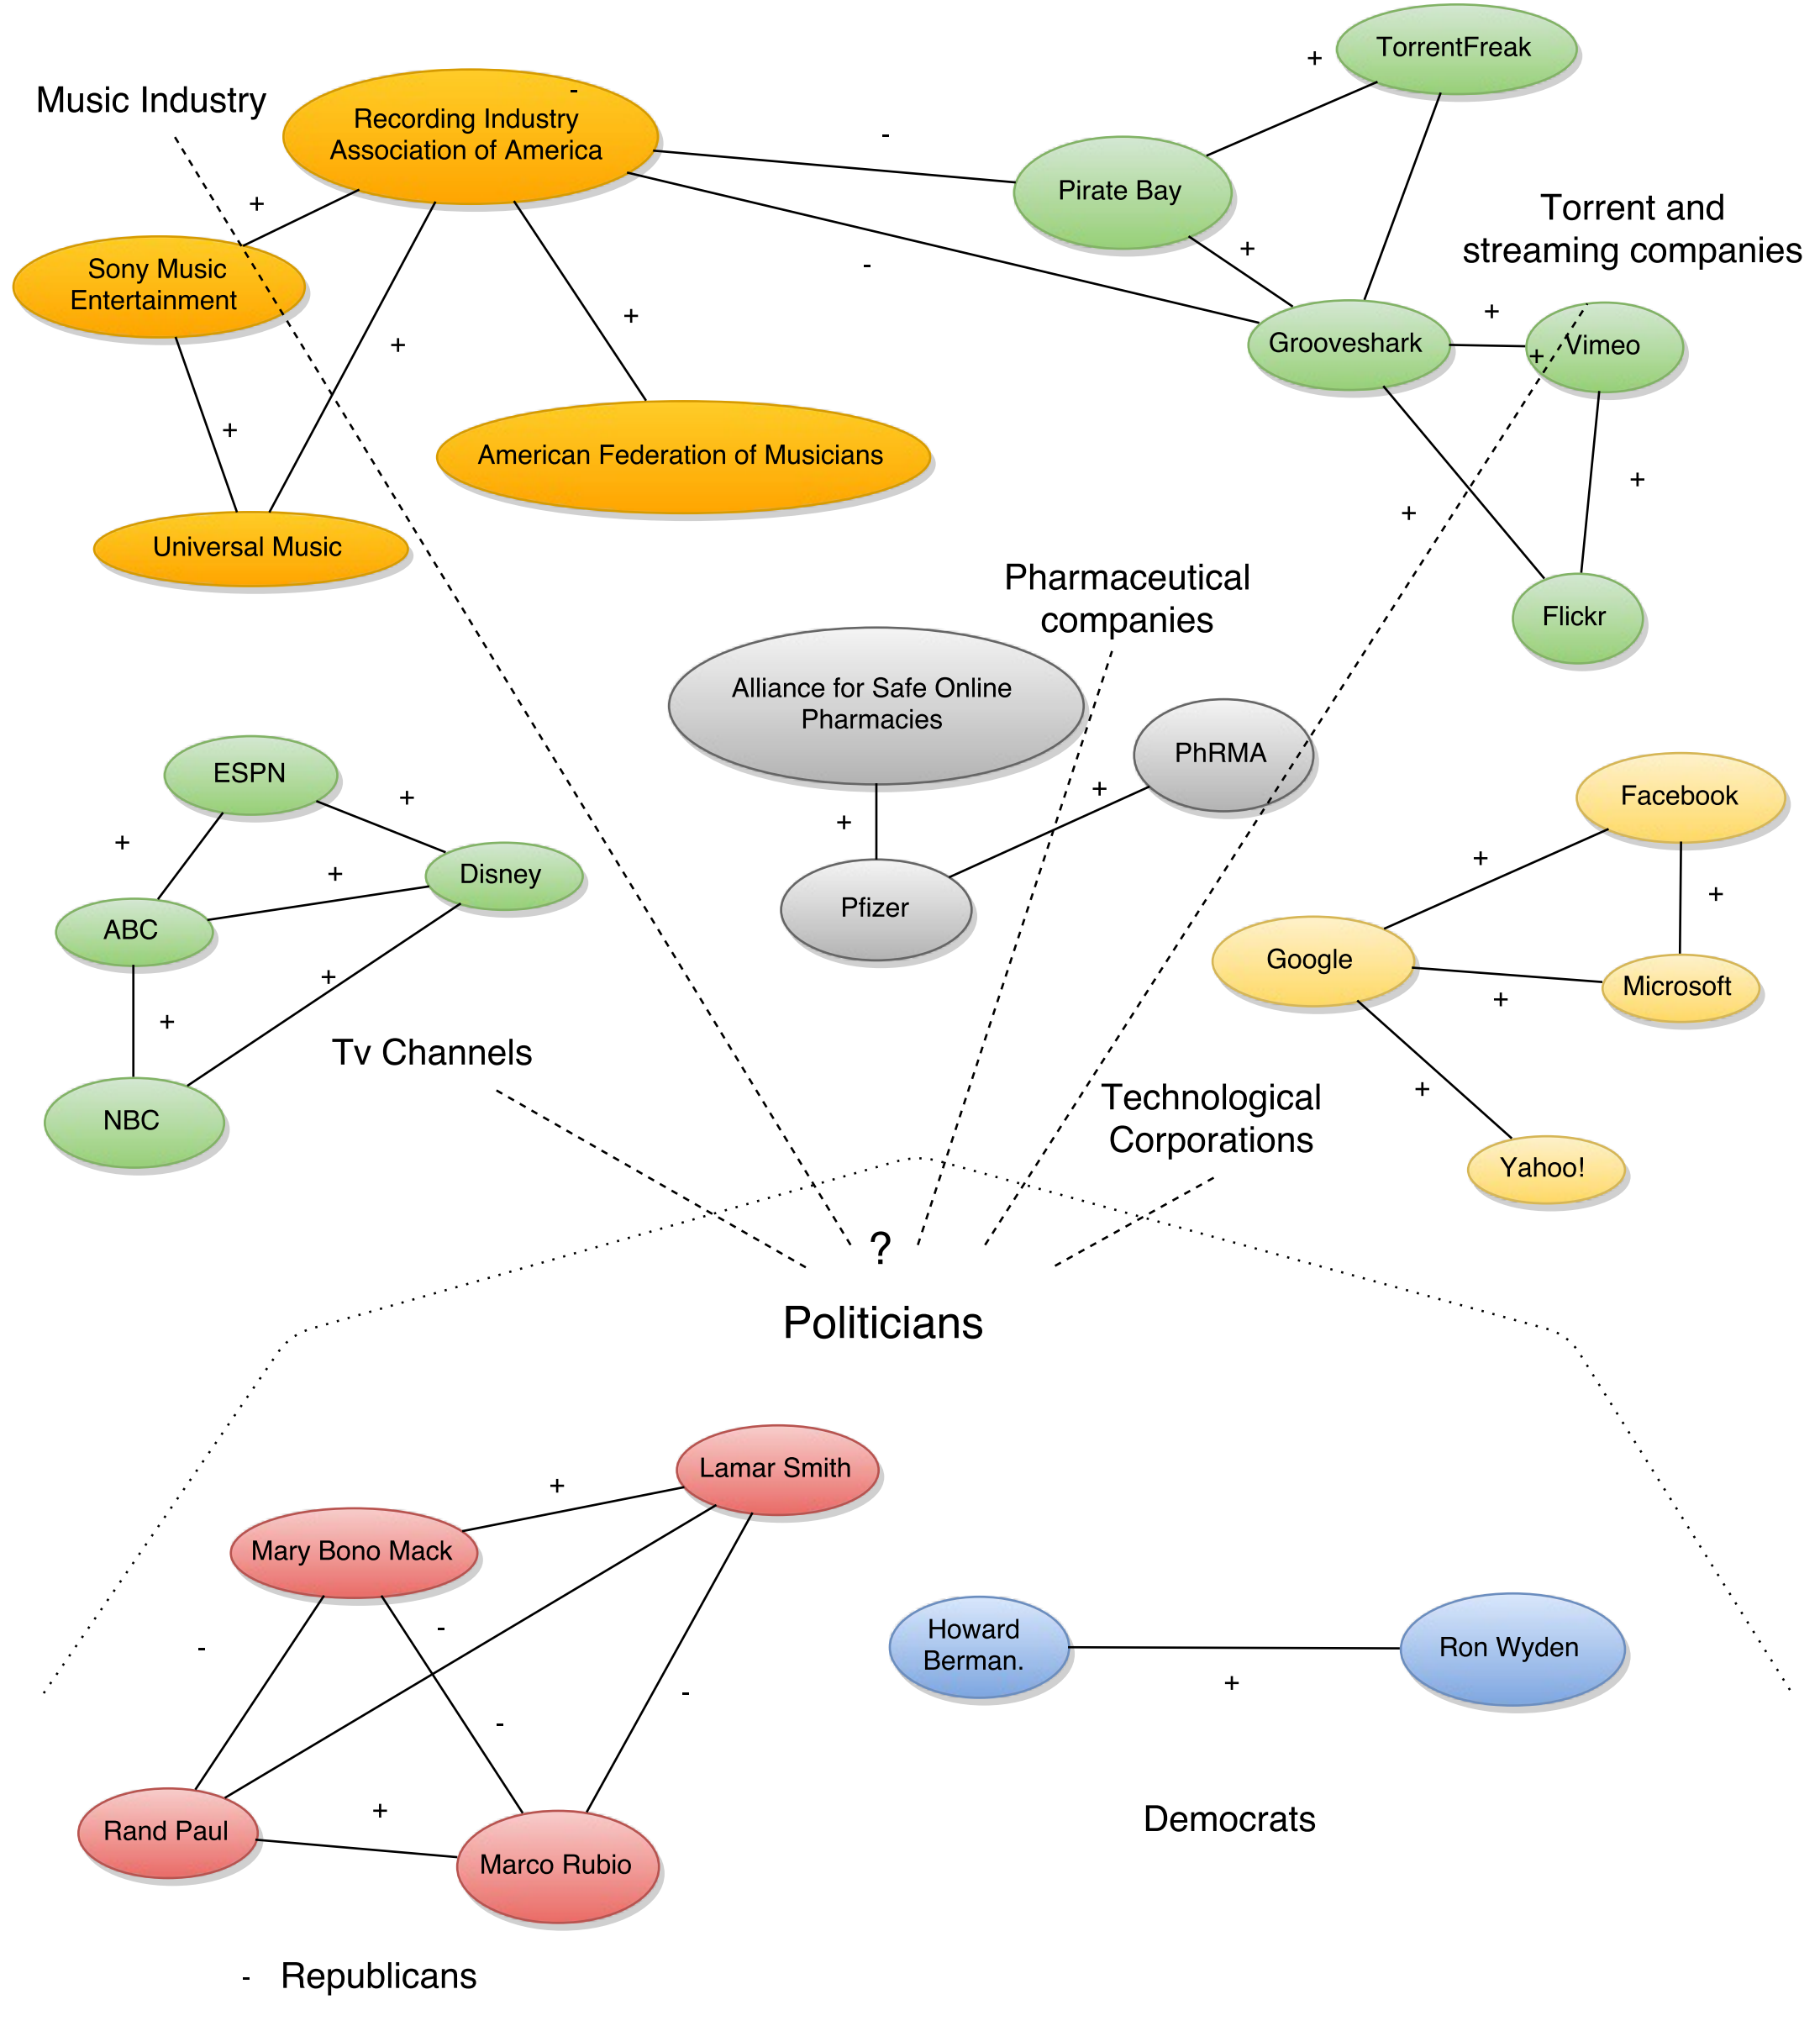 TorrentFreak
+
Music Industry
-
Recording Industry
Association of America
-
Pirate Bay
+
Torrent and
streaming companies
+
-
Sony Music
Entertainment
+
+
+
Grooveshark
+
Vimeo
+
+
American Federation of Musicians
+
+
Universal Music
Pharmaceutical
companies
Flickr
Alliance for Safe Online
Pharmacies
PhRMA
ESPN
+
+
+
+
Facebook
+
Disney
+
+
ABC
Pfizer
Google
Microsoft
+
+
+
Tv Channels
+
NBC
Technological
Corporations
Yahoo!
?
Politicians
Lamar Smith
+
Mary Bono Mack
-
-
Howard
Berman.
Ron Wyden
+
-
-
+
Rand Paul
Marco Rubio
Democrats
- Republicans